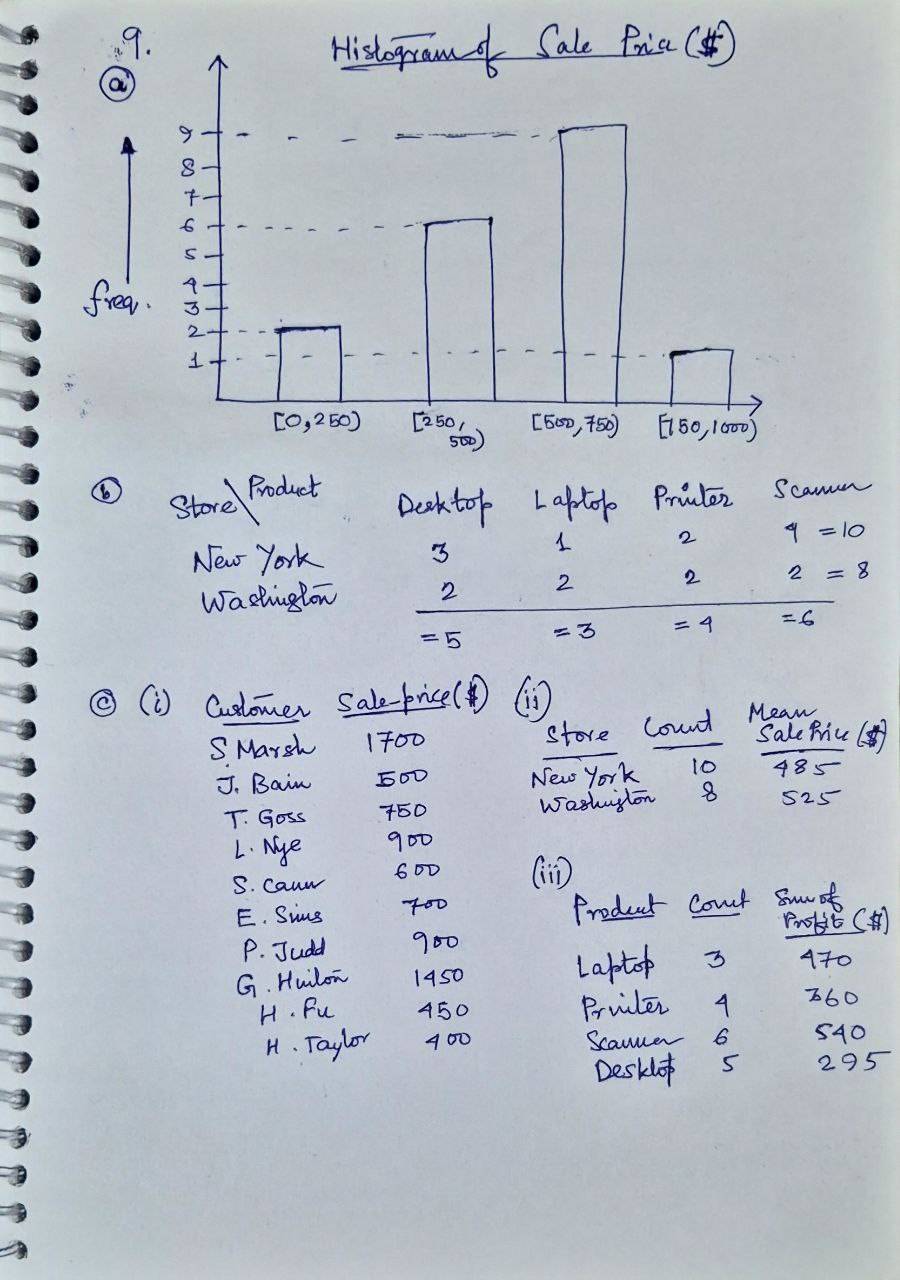 9.
Histogram of Sale Price ($)
(a)
9
8
7
6
5
4
3
2
1
freq.
[0,250) [250, 500) [500,750) [750,1000)
(b) Store\Product Desktop Laptop Printer Scanner
New York 3 1 2 4 =10
Washington 2 2 2 2 = 8
=5 =3 =4 =6
(c) (i) Customer Sale-price($)
S. Marsh 1700
J. Bain 500
T. Goss 750
L. Nye 900
S. Cann 600
E. Sims 700
P. Judd 900
G. Hinton 1450
H. Fu 450
H. Taylor 400
(ii)
Store Count Mean Sale Price ($)
New York 10 485
Washington 8 525
(iii)
Product Count Sum of Profit ($)
Laptop 3 470
Printer 4 360
Scanner 6 540
Desktop 5 295